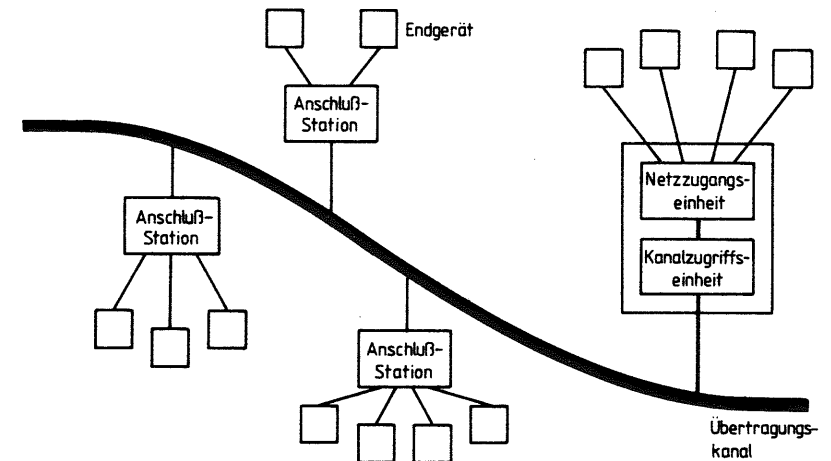 Endgerät
Anschluß-
Station
Netzzugangs-
einheit
Anschluß-
Station
Kanalzugriffs-
einheit
Anschluß-
Station
Übertragungs-
kanal